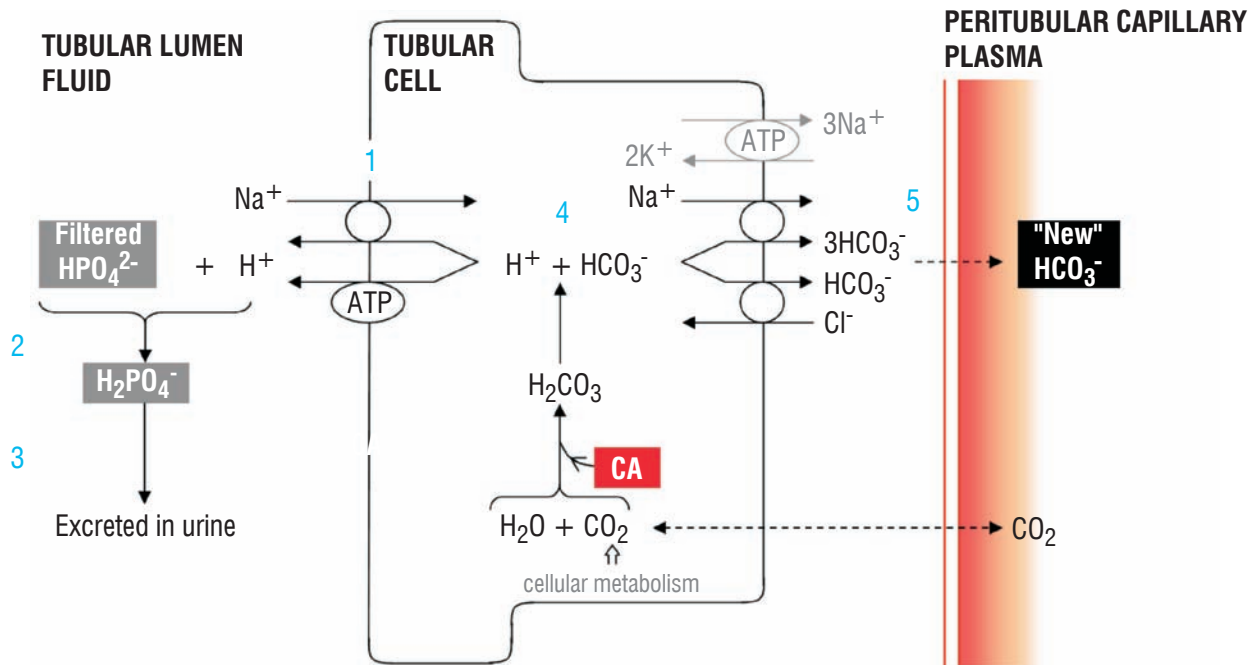 TUBULAR LUMEN
FLUID
TUBULAR
CELL
PERITUBULAR CAPILLARY
PLASMA
3Na⁺
ATP
2K⁺
1
Na⁺
Na⁺
4
5
Filtered
HPO₄²⁻
+ H⁺
H⁺ + HCO₃⁻
3HCO₃⁻
"New"
HCO₃⁻
HCO₃⁻
ATP
Cl⁻
2
H₂PO₄⁻
H₂CO₃
3
CA
Excreted in urine
H₂O + CO₂
CO₂
cellular metabolism